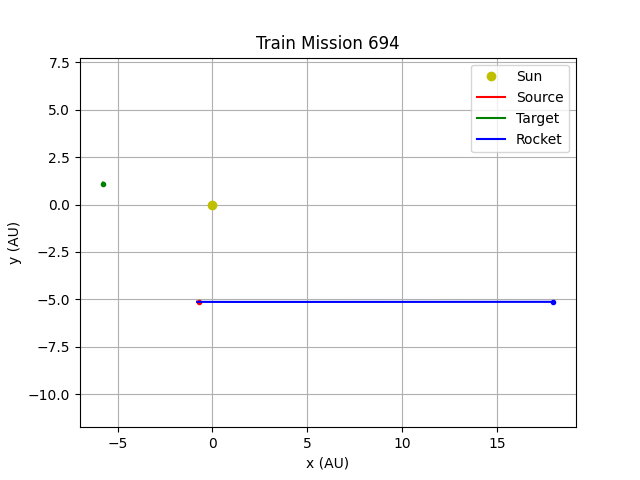 Train Mission 694
7.5
5.0
2.5
0.0
−2.5
−5.0
−7.5
−10.0
y (AU)
Sun
Source
Target
Rocket
−5
0
5
10
15
x (AU)